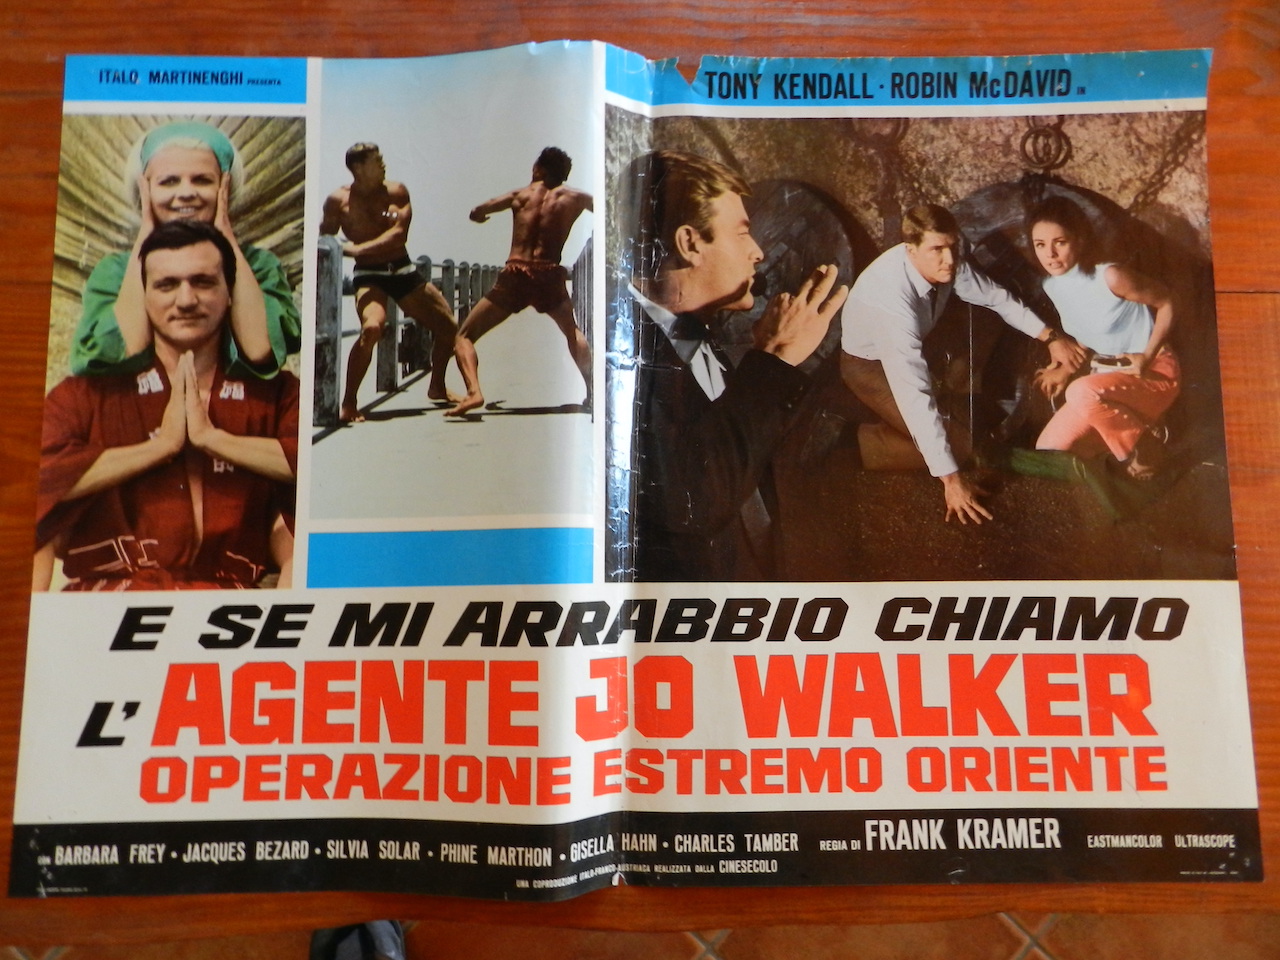 ITALO MARTINENGHI PRESENTA
TONY KENDALL · ROBIN McDAVID IN
E SE MI ARRABBIO CHIAMO
L'AGENTE JO WALKER
OPERAZIONE ESTREMO ORIENTE
CON BARBARA FREY · JACQUES BEZARD · SILVIA SOLAR · PHINE MARTHON · GISELLA HAHN · CHARLES TAMBER REGIA DI FRANK KRAMER EASTMANCOLOR ULTRASCOPE
UNA COPRODUZIONE ITALO-FRANCO-AUSTRIACA REALIZZATA DALLA CINESECOLO